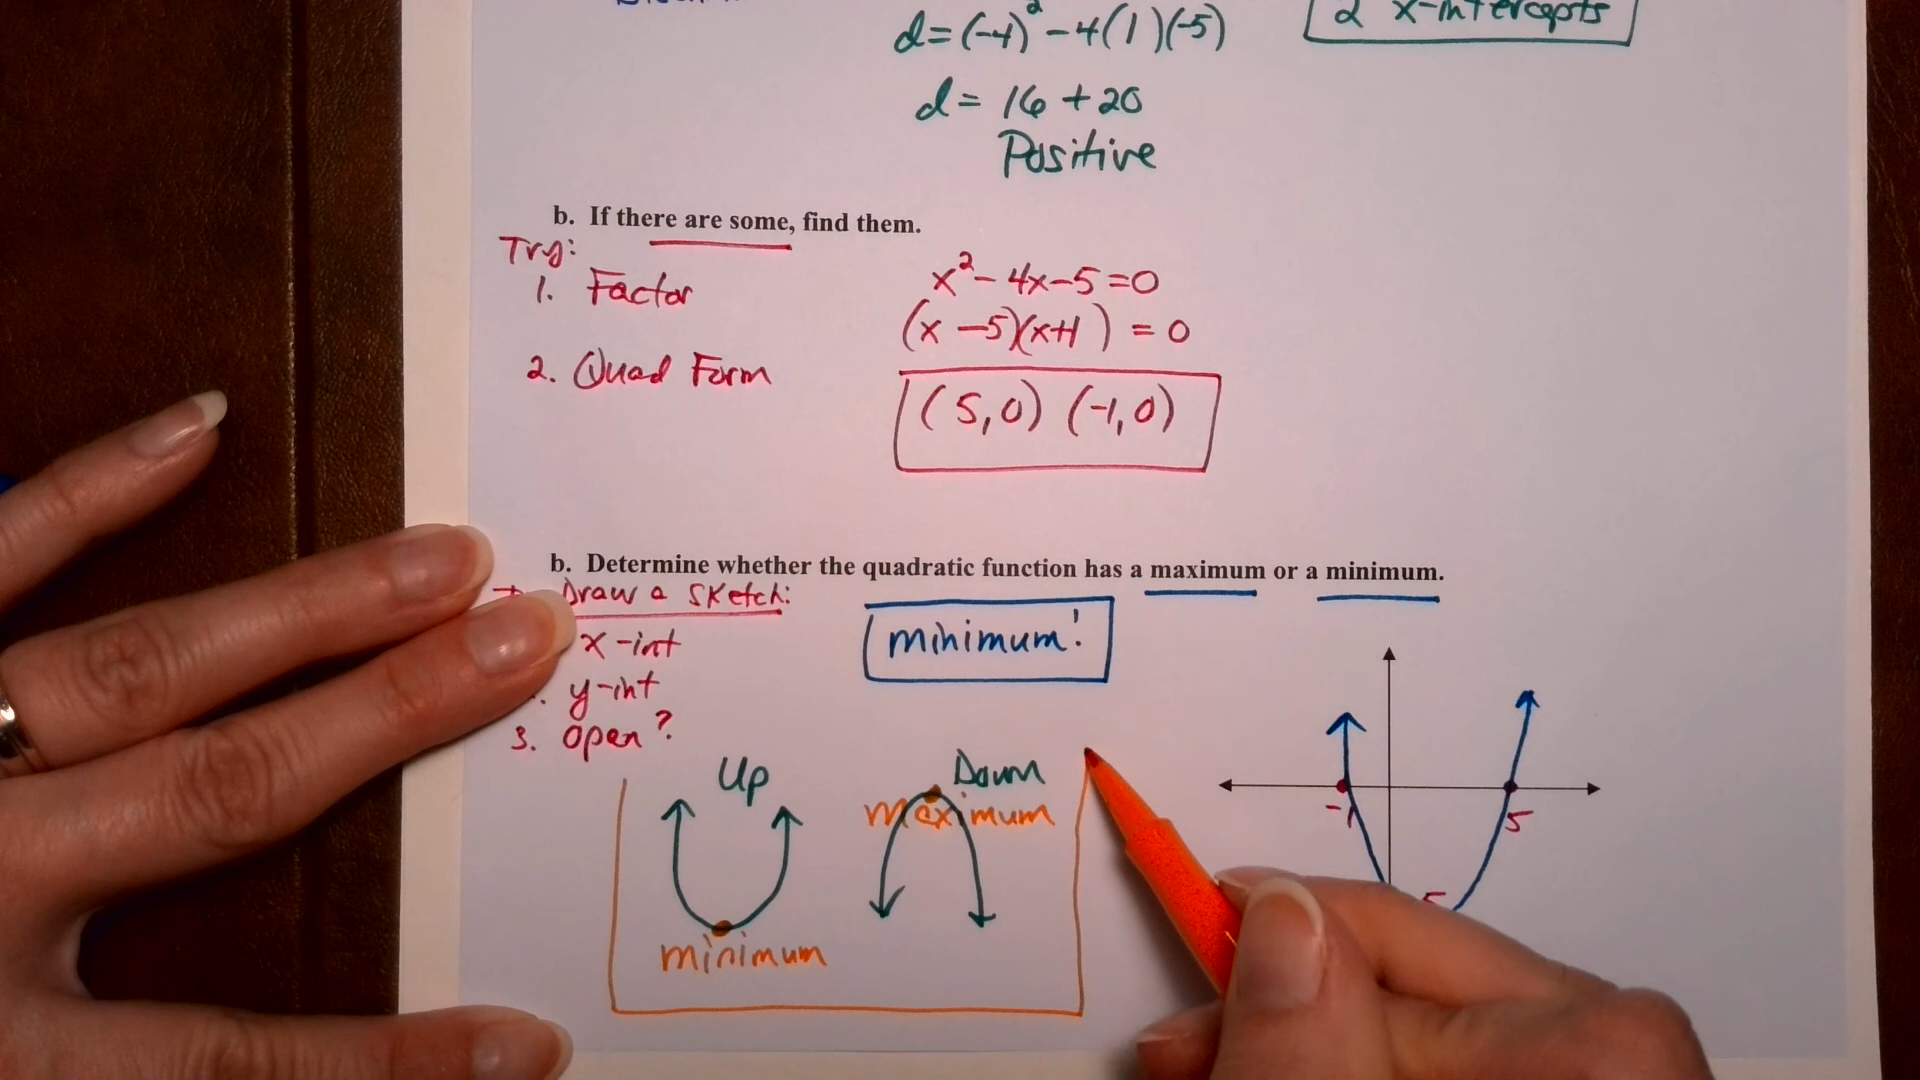 d=(-4)²-4(1)(-5)
2 x-intercepts
d= 16+20
Positive
b. If there are some, find them.
Try:
1. Factor
x²-4x-5=0
(x-5)(x+1) = 0
2. Quad Form
(5,0) (-1,0)
b. Determine whether the quadratic function has a maximum or a minimum.
Draw a sketch:
minimum!
x-int
y-int
3. Open?
Up
Down
maximum
minimum
-1
5
5